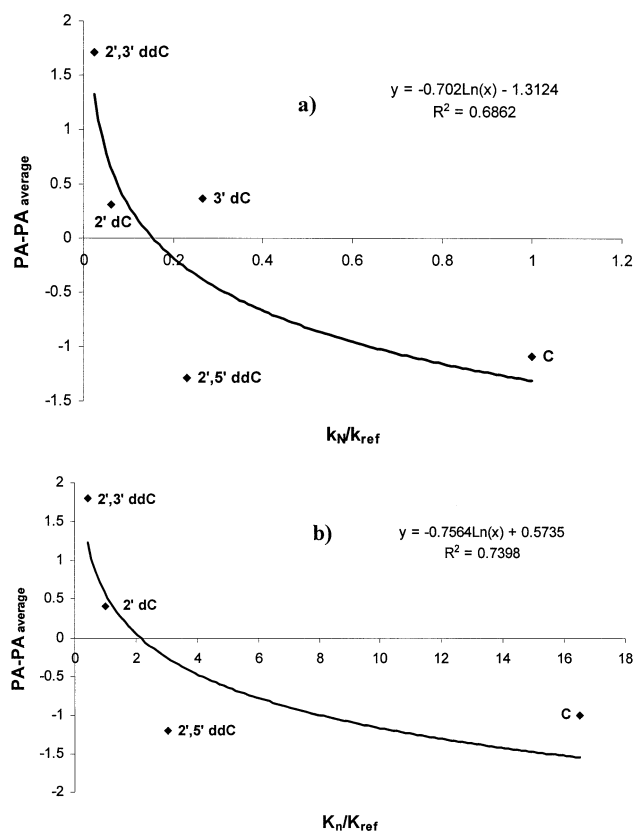 2
1.5
1
0.5
0
-0.5
-1
-1.5
PA-PA average
2',3' ddC
2' dC
3' dC
2',5' ddC
C
a)
y = -0.702Ln(x) - 1.3124
R² = 0.6862
0 0.2 0.4 0.6 0.8 1 1.2
kN/kref
2
1.5
1
0.5
0
-0.5
-1
-1.5
-2
PA-PA average
2',3' ddC
2' dC
2',5' ddC
C
b)
y = -0.7564Ln(x) + 0.5735
R² = 0.7398
0 2 4 6 8 10 12 14 16 18
Kn/Kref